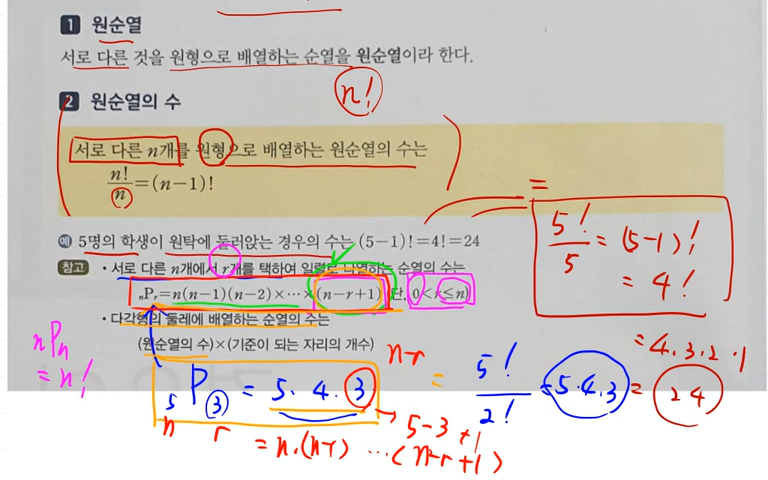 1 원순열
서로 다른 것을 원형으로 배열하는 순열을 원순열이라 한다.
n!
2 원순열의 수
서로 다른 n개를 원형으로 배열하는 원순열의 수는
n!/n=(n-1)!
예 5명의 학생이 원탁에 둘러앉는 경우의 수는 (5-1)!=4!=24
참고 • 서로 다른 n개에서 r개를 택하여 일렬로 나열하는 순열의 수는
nPr=n(n-1)(n-2)×⋯×(n-r+1) (단, 0<r≤n)
• 다각형의 둘레에 배열하는 순열의 수는
(원순열의 수)×(기준이 되는 자리의 개수)
=
5!/5 = (5-1)!
= 4!
= 4.3.2.1
= 24
nPn
= n!
n-r
5P3 = 5.4.3 = 5!/2! = 5.4.3
n r
→ 5-3+1